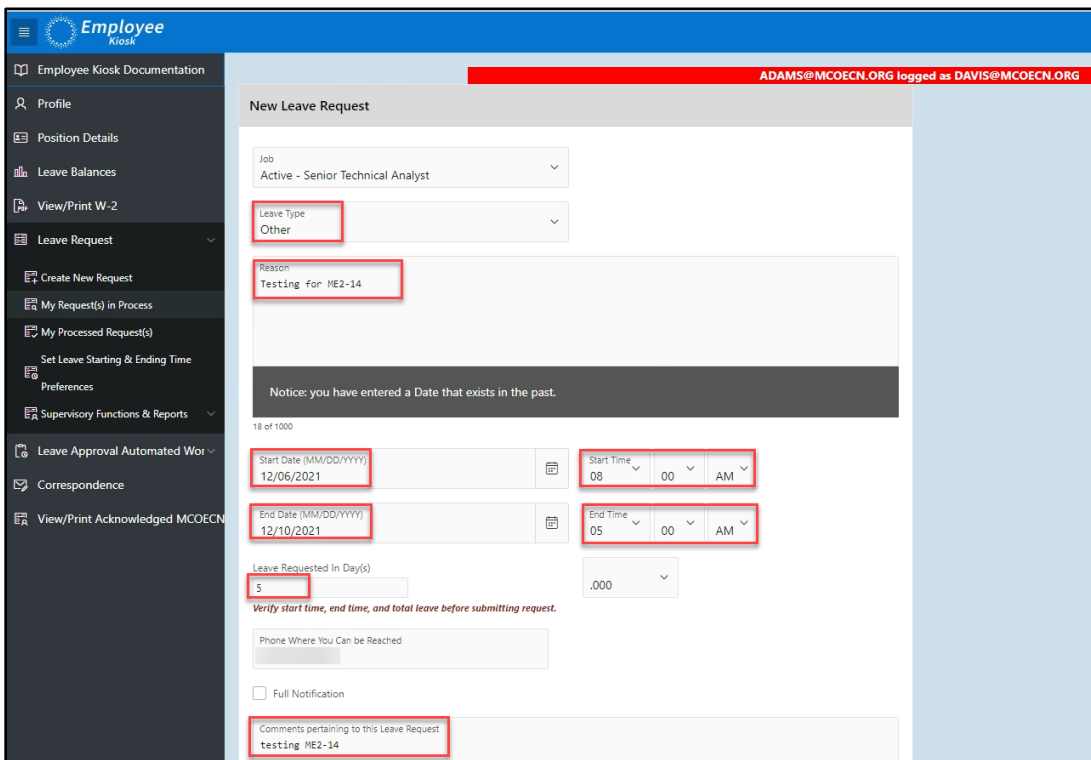 Employee
Kiosk
Employee Kiosk Documentation
ADAMS@MCOECN.ORG logged as DAVIS@MCOECN.ORG
Profile
Position Details
Leave Balances
View/Print W-2
Leave Request
Create New Request
My Request(s) in Process
My Processed Request(s)
Set Leave Starting & Ending Time
Preferences
Supervisory Functions & Reports
Leave Approval Automated Wor
Correspondence
View/Print Acknowledged MCOECN
New Leave Request
Job
Active - Senior Technical Analyst
Leave Type
Other
Reason
Testing for ME2-14
Notice: you have entered a Date that exists in the past.
18 of 1000
Start Date (MM/DD/YYYY)
12/06/2021
Start Time
08 00 AM
End Date (MM/DD/YYYY)
12/10/2021
End Time
05 00 AM
Leave Requested In Day(s)
5
.000
Verify start time, end time, and total leave before submitting request.
Phone Where You Can be Reached
Full Notification
Comments pertaining to this Leave Request
testing ME2-14